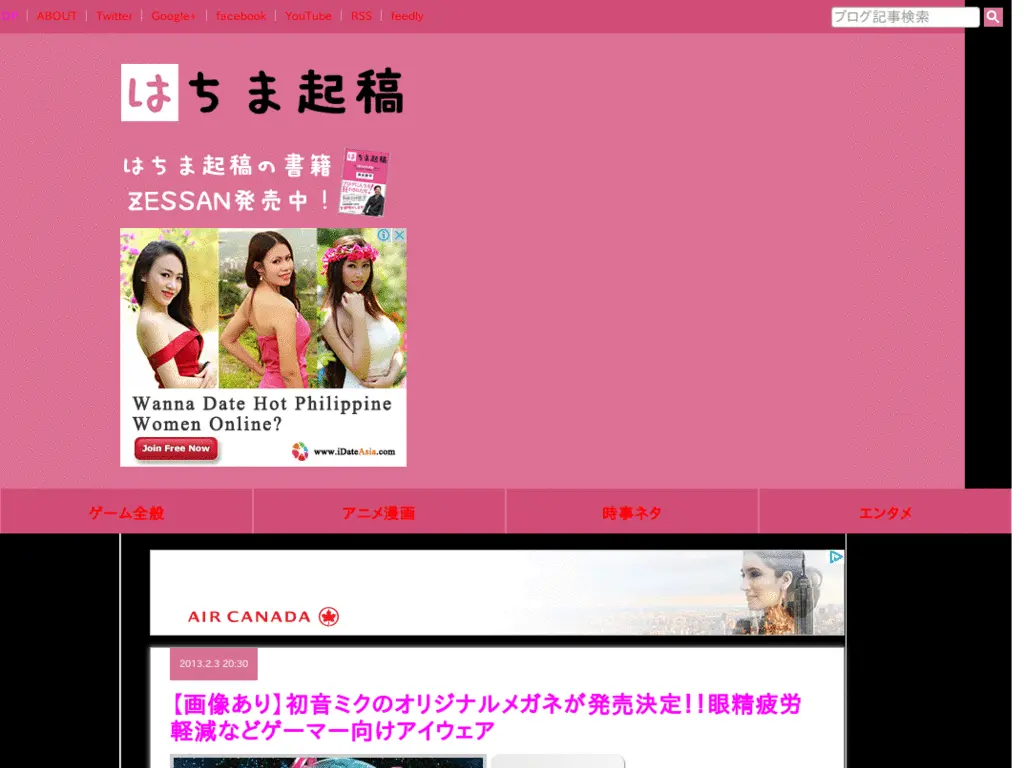 ABOUT
Twitter
Google+
facebook
YouTube
RSS
feedly
ブログ記事検索
はちま起稿
はちま起稿の書籍
ZESSAN発売中！
Wanna Date Hot Philippine
Women Online?
Join Free Now
www.iDateAsia.com
ゲーム全般
アニメ漫画
時事ネタ
エンタメ
AIR CANADA
2013.2.3 20:30
【画像あり】初音ミクのオリジナルメガネが発売決定！！眼精疲労
軽減などゲーマー向けアイウェア